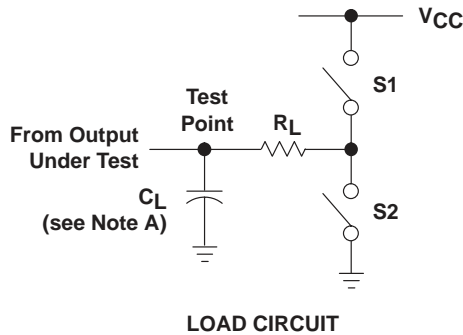 VCC
S1
Test
Point
RL
From Output
Under Test
CL
(see Note A)
S2
LOAD CIRCUIT